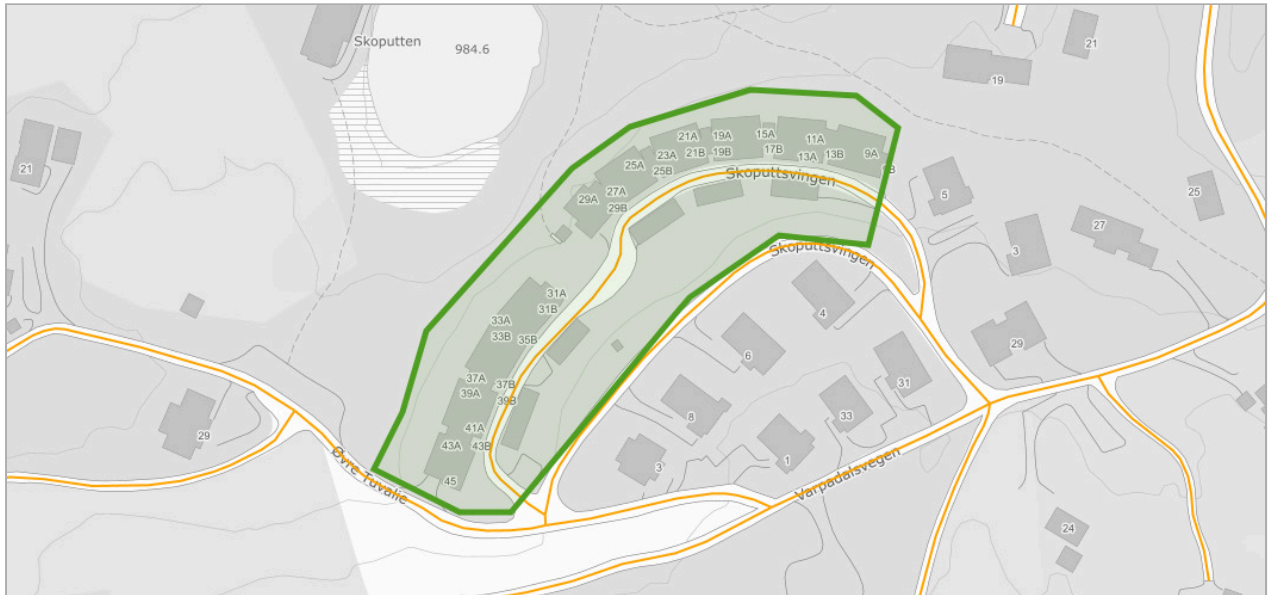 Skoputten
984.6
21
19
21
21A
19A
15A
11A
23A
21B
19B
17B
13A
13B
9A
25A
25B
Skoputtsvingen
27A
29A
29B
5
25
27
3
Skoputtsvingen
31A
31B
4
33A
33B
35B
6
29
31
37A
37B
39A
39B
8
33
29
41A
43A
43B
3
1
45
Øvre Tuvalie
Varpadalsvegen
24